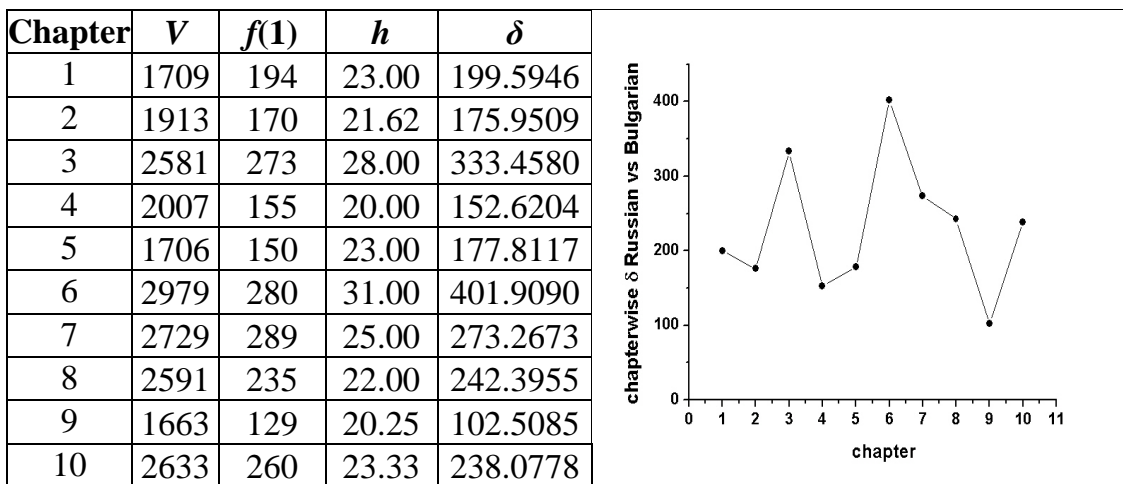 Chapter V f(1) h δ
1 1709 194 23.00 199.5946
2 1913 170 21.62 175.9509
3 2581 273 28.00 333.4580
4 2007 155 20.00 152.6204
5 1706 150 23.00 177.8117
6 2979 280 31.00 401.9090
7 2729 289 25.00 273.2673
8 2591 235 22.00 242.3955
9 1663 129 20.25 102.5085
10 2633 260 23.33 238.0778
chapterwise δ Russian vs Bulgarian
400
300
200
100
0
0 1 2 3 4 5 6 7 8 9 10 11
chapter